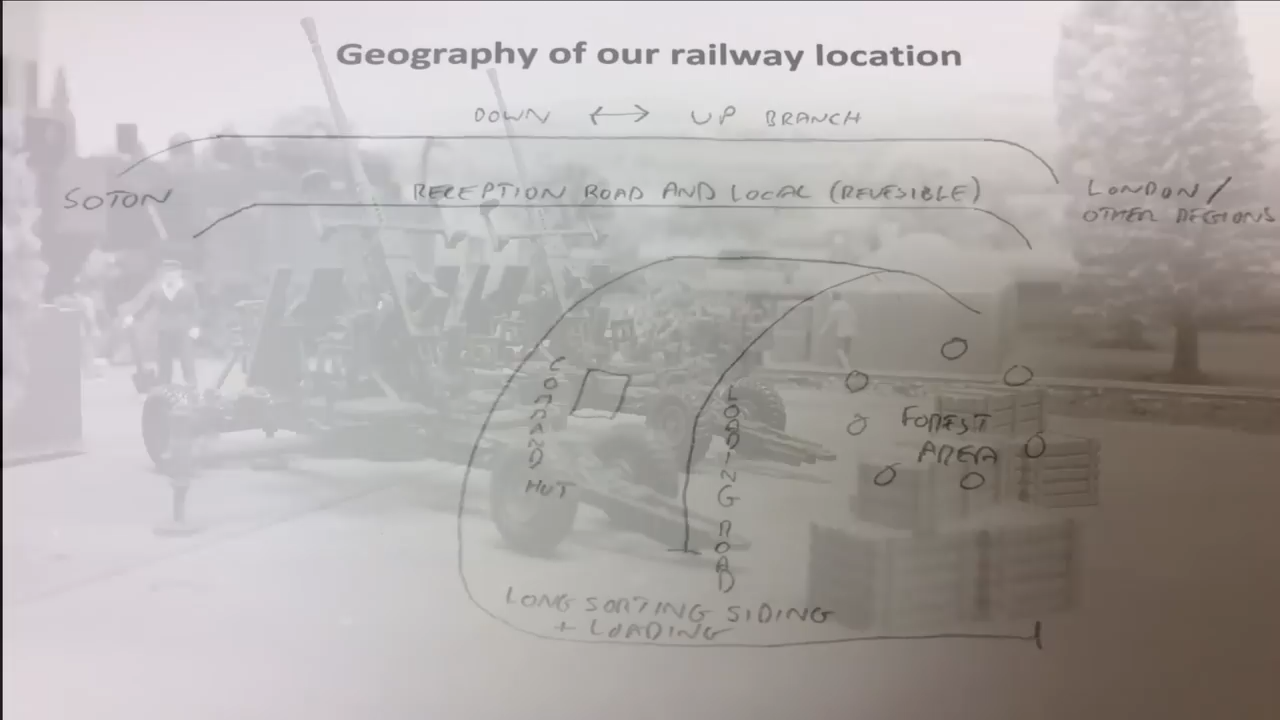 Geography of our railway location
DOWN ↔ UP BRANCH
SOTON
RECEPTION ROAD AND LOCAL (REVESIBLE)
LONDON /
OTHER REGIONS
COMMAND
HUT
LOADING
ROAD
FOREST
AREA
LONG SORTING SIDING
+ LOADING